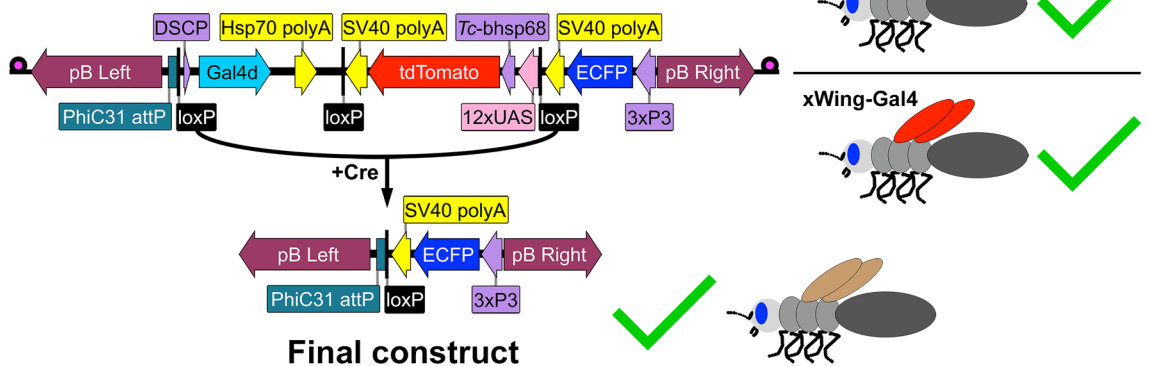 DSCP Hsp70 polyA SV40 polyA Tc-bhsp68 SV40 polyA
pB Left Gal4d tdTomato ECFP pB Right
PhiC31 attP loxP loxP 12xUAS loxP 3xP3
+Cre
SV40 polyA
pB Left ECFP pB Right
PhiC31 attP loxP 3xP3
Final construct
xWing-Gal4